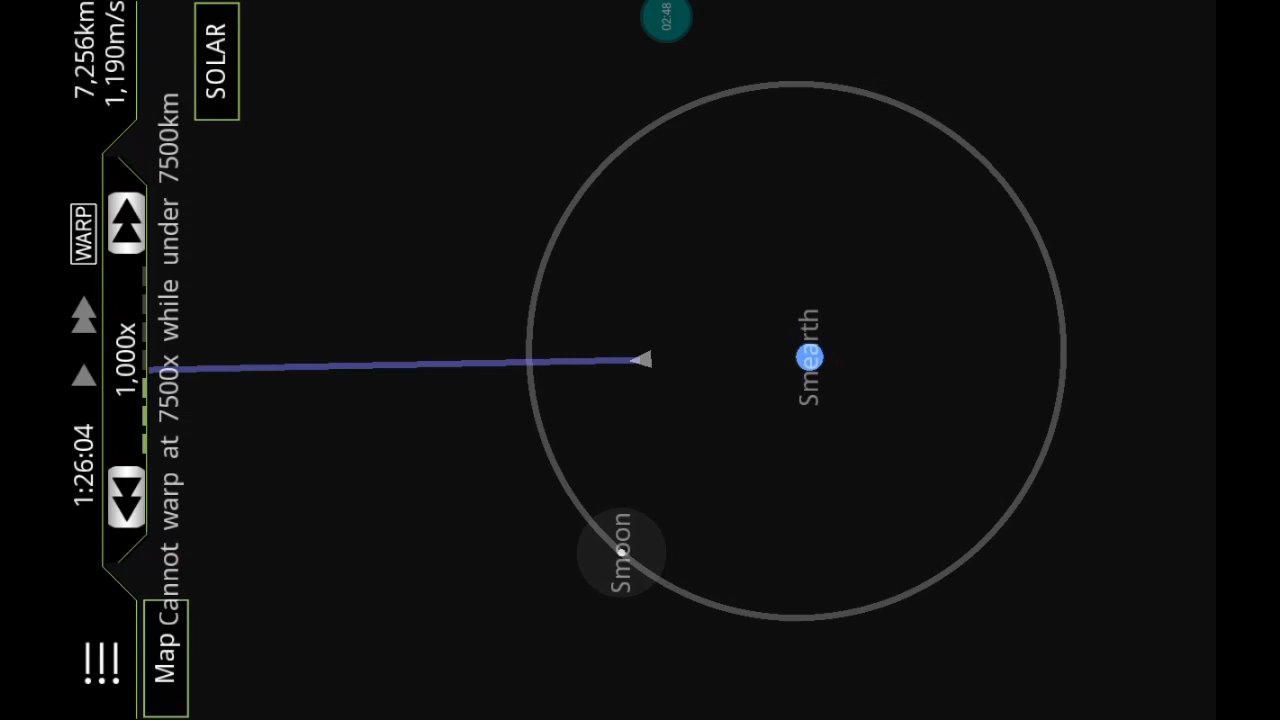 1:26:04
WARP
7,256km
1,190m/s
1,000x
Map
Cannot warp at 7500x while under 7500km
SOLAR
02:48
Smoon
Smearth